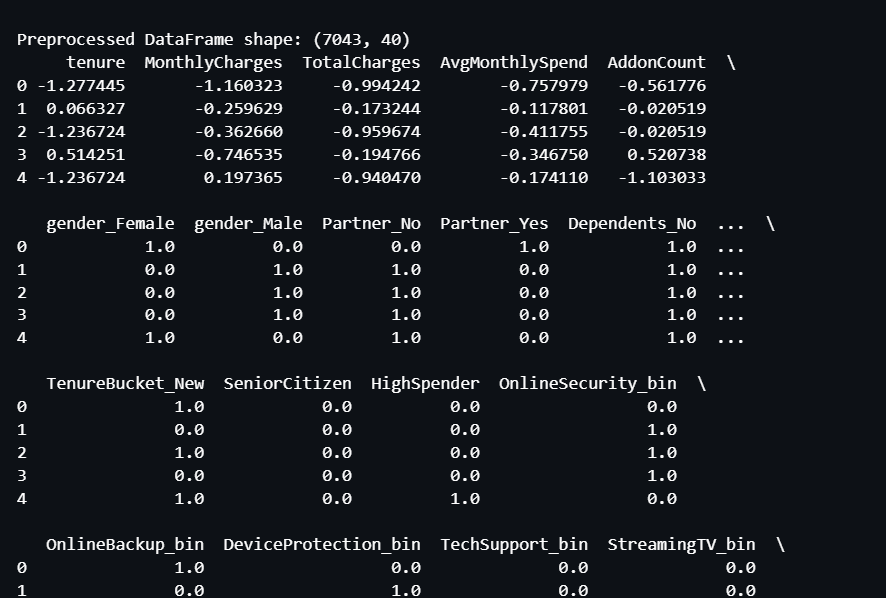 Preprocessed DataFrame shape: (7043, 40)
tenure MonthlyCharges TotalCharges AvgMonthlySpend AddonCount \
0 -1.277445 -1.160323 -0.994242 -0.757979 -0.561776
1 0.066327 -0.259629 -0.173244 -0.117801 -0.020519
2 -1.236724 -0.362660 -0.959674 -0.411755 -0.020519
3 0.514251 -0.746535 -0.194766 -0.346750 0.520738
4 -1.236724 0.197365 -0.940470 -0.174110 -1.103033
gender_Female gender_Male Partner_No Partner_Yes Dependents_No ... \
0 1.0 0.0 0.0 1.0 1.0 ...
1 0.0 1.0 1.0 0.0 1.0 ...
2 0.0 1.0 1.0 0.0 1.0 ...
3 0.0 1.0 1.0 0.0 1.0 ...
4 1.0 0.0 1.0 0.0 1.0 ...
TenureBucket_New SeniorCitizen HighSpender OnlineSecurity_bin \
0 1.0 0.0 0.0 0.0
1 0.0 0.0 0.0 1.0
2 1.0 0.0 0.0 1.0
3 0.0 0.0 0.0 1.0
4 1.0 0.0 1.0 0.0
OnlineBackup_bin DeviceProtection_bin TechSupport_bin StreamingTV_bin \
0 1.0 0.0 0.0 0.0
1 0.0 1.0 0.0 0.0